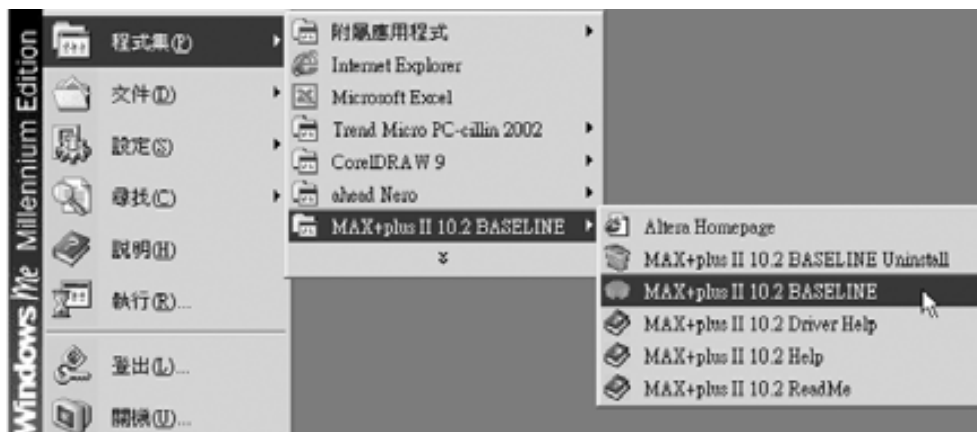 Windows Me Millennium Edition
程式集(P)
文件(D)
設定(S)
尋找(C)
說明(H)
執行(R)...
登出(L)...
關機(U)...
附屬應用程式
Internet Explorer
Microsoft Excel
Trend Micro PC-cillin 2002
CorelDRAW 9
ahead Nero
MAX+plus II 10.2 BASELINE
Altera Homepage
MAX+plus II 10.2 BASELINE Uninstall
MAX+plus II 10.2 BASELINE
MAX+plus II 10.2 Driver Help
MAX+plus II 10.2 Help
MAX+plus II 10.2 ReadMe